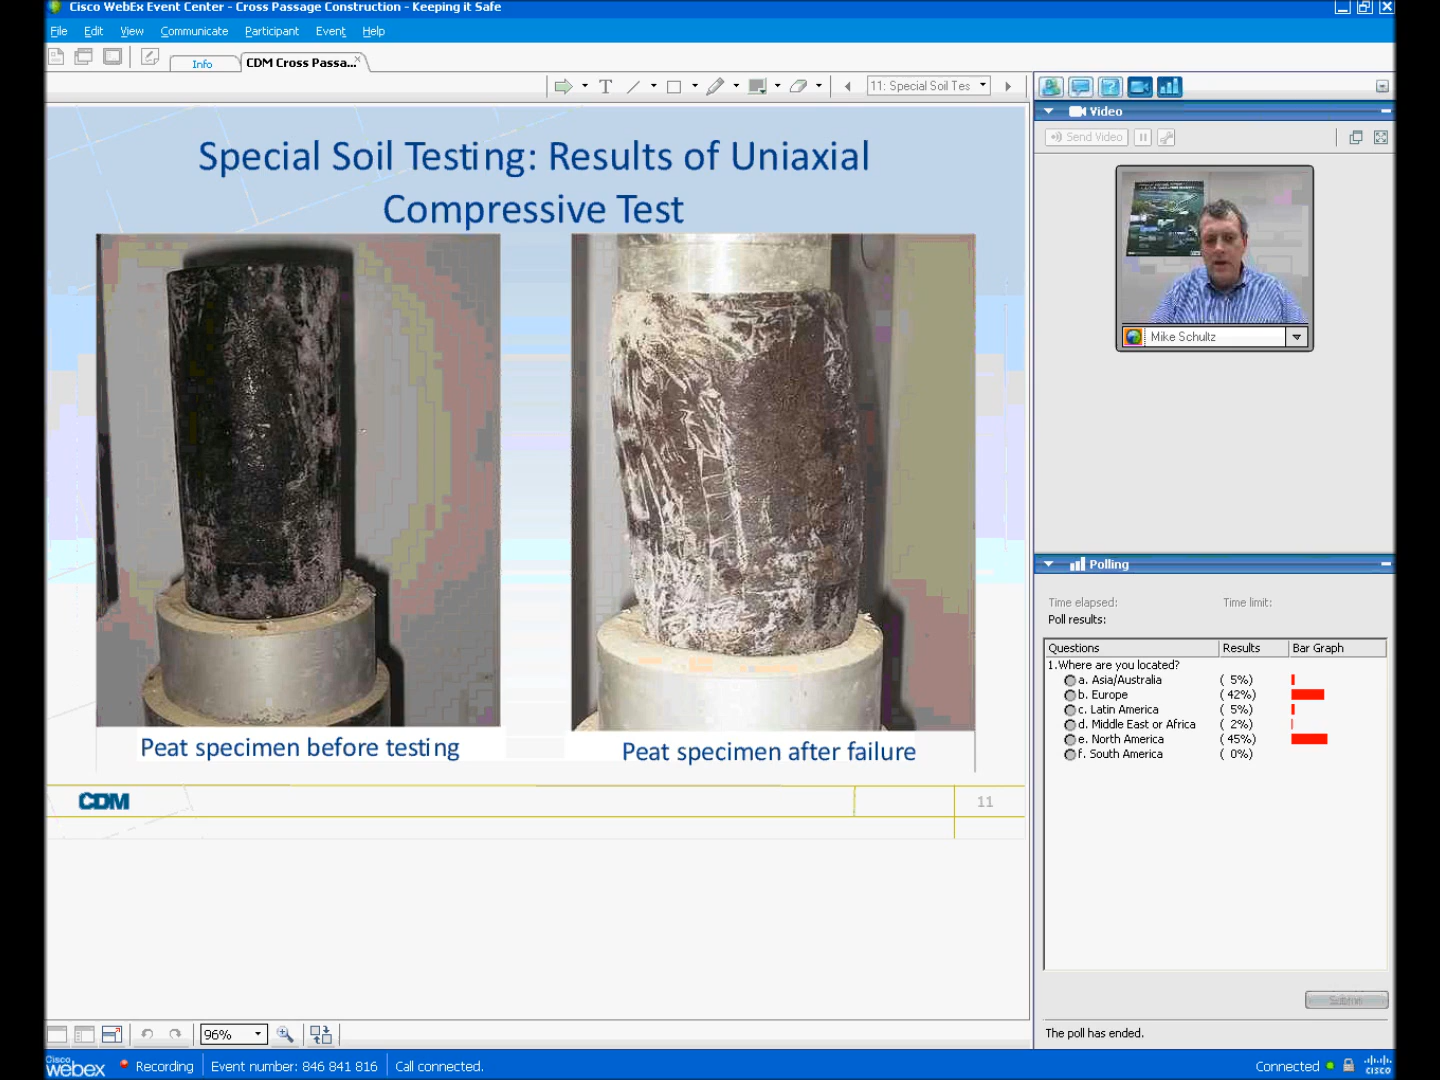 Cisco WebEx Event Center - Cross Passage Construction - Keeping it Safe
File Edit View Communicate Participant Event Help
Info
CDM Cross Passa...
T
11: Special Soil Tes
Video
Send Video
Mike Schultz
Special Soil Testing: Results of Uniaxial
Compressive Test
Peat specimen before testing
Peat specimen after failure
CDM
11
Polling
Time elapsed: Time limit:
Poll results:
Questions Results Bar Graph
1.Where are you located?
a. Asia/Australia ( 5%)
b. Europe ( 42%)
c. Latin America ( 5%)
d. Middle East or Africa ( 2%)
e. North America ( 45%)
f. South America ( 0%)
Submit
The poll has ended.
96%
Cisco
webex
Recording
Event number: 846 841 816
Call connected.
Connected
CISCO